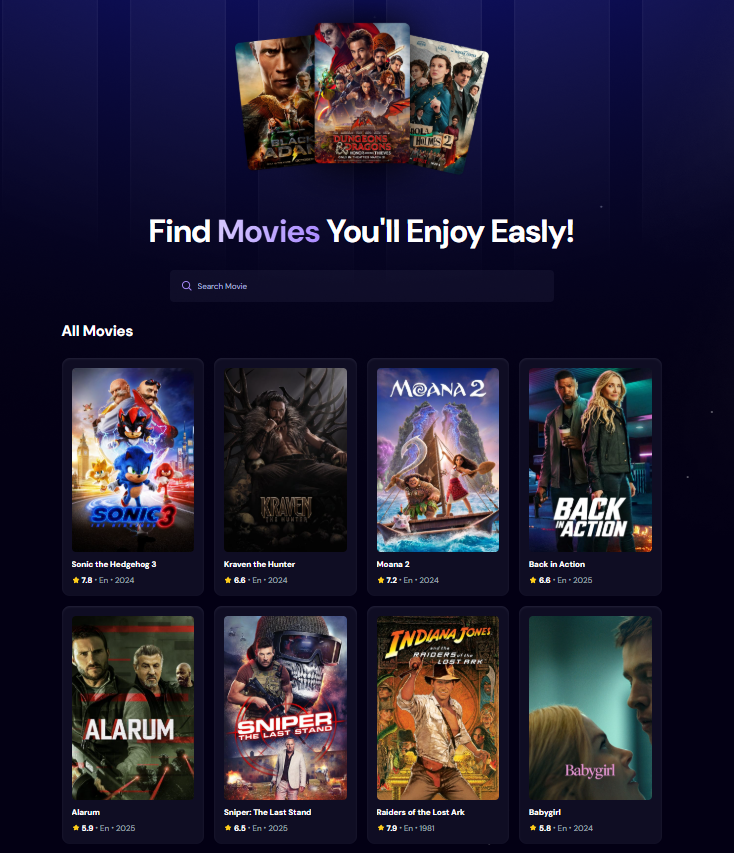 BLACK
ADAM
DUNGEONS
& DRAGONS
HONOR AMONG THIEVES
HOLMES 2
Find Movies You'll Enjoy Easly!
Search Movie
All Movies
SONIC 3
THE HEDGEHOG
KRAVEN
THE HUNTER
MOANA 2
BACK
IN ACTION
Sonic the Hedgehog 3
Kraven the Hunter
Moana 2
Back in Action
7.8 • En • 2024
6.6 • En • 2024
7.2 • En • 2024
6.6 • En • 2025
ALARUM
SNIPER
THE LAST STAND
INDIANA JONES
and the
RAIDERS of the
LOST ARK
Babygirl
Alarum
Sniper: The Last Stand
Raiders of the Lost Ark
Babygirl
5.9 • En • 2025
6.5 • En • 2025
7.9 • En • 1981
5.8 • En • 2024